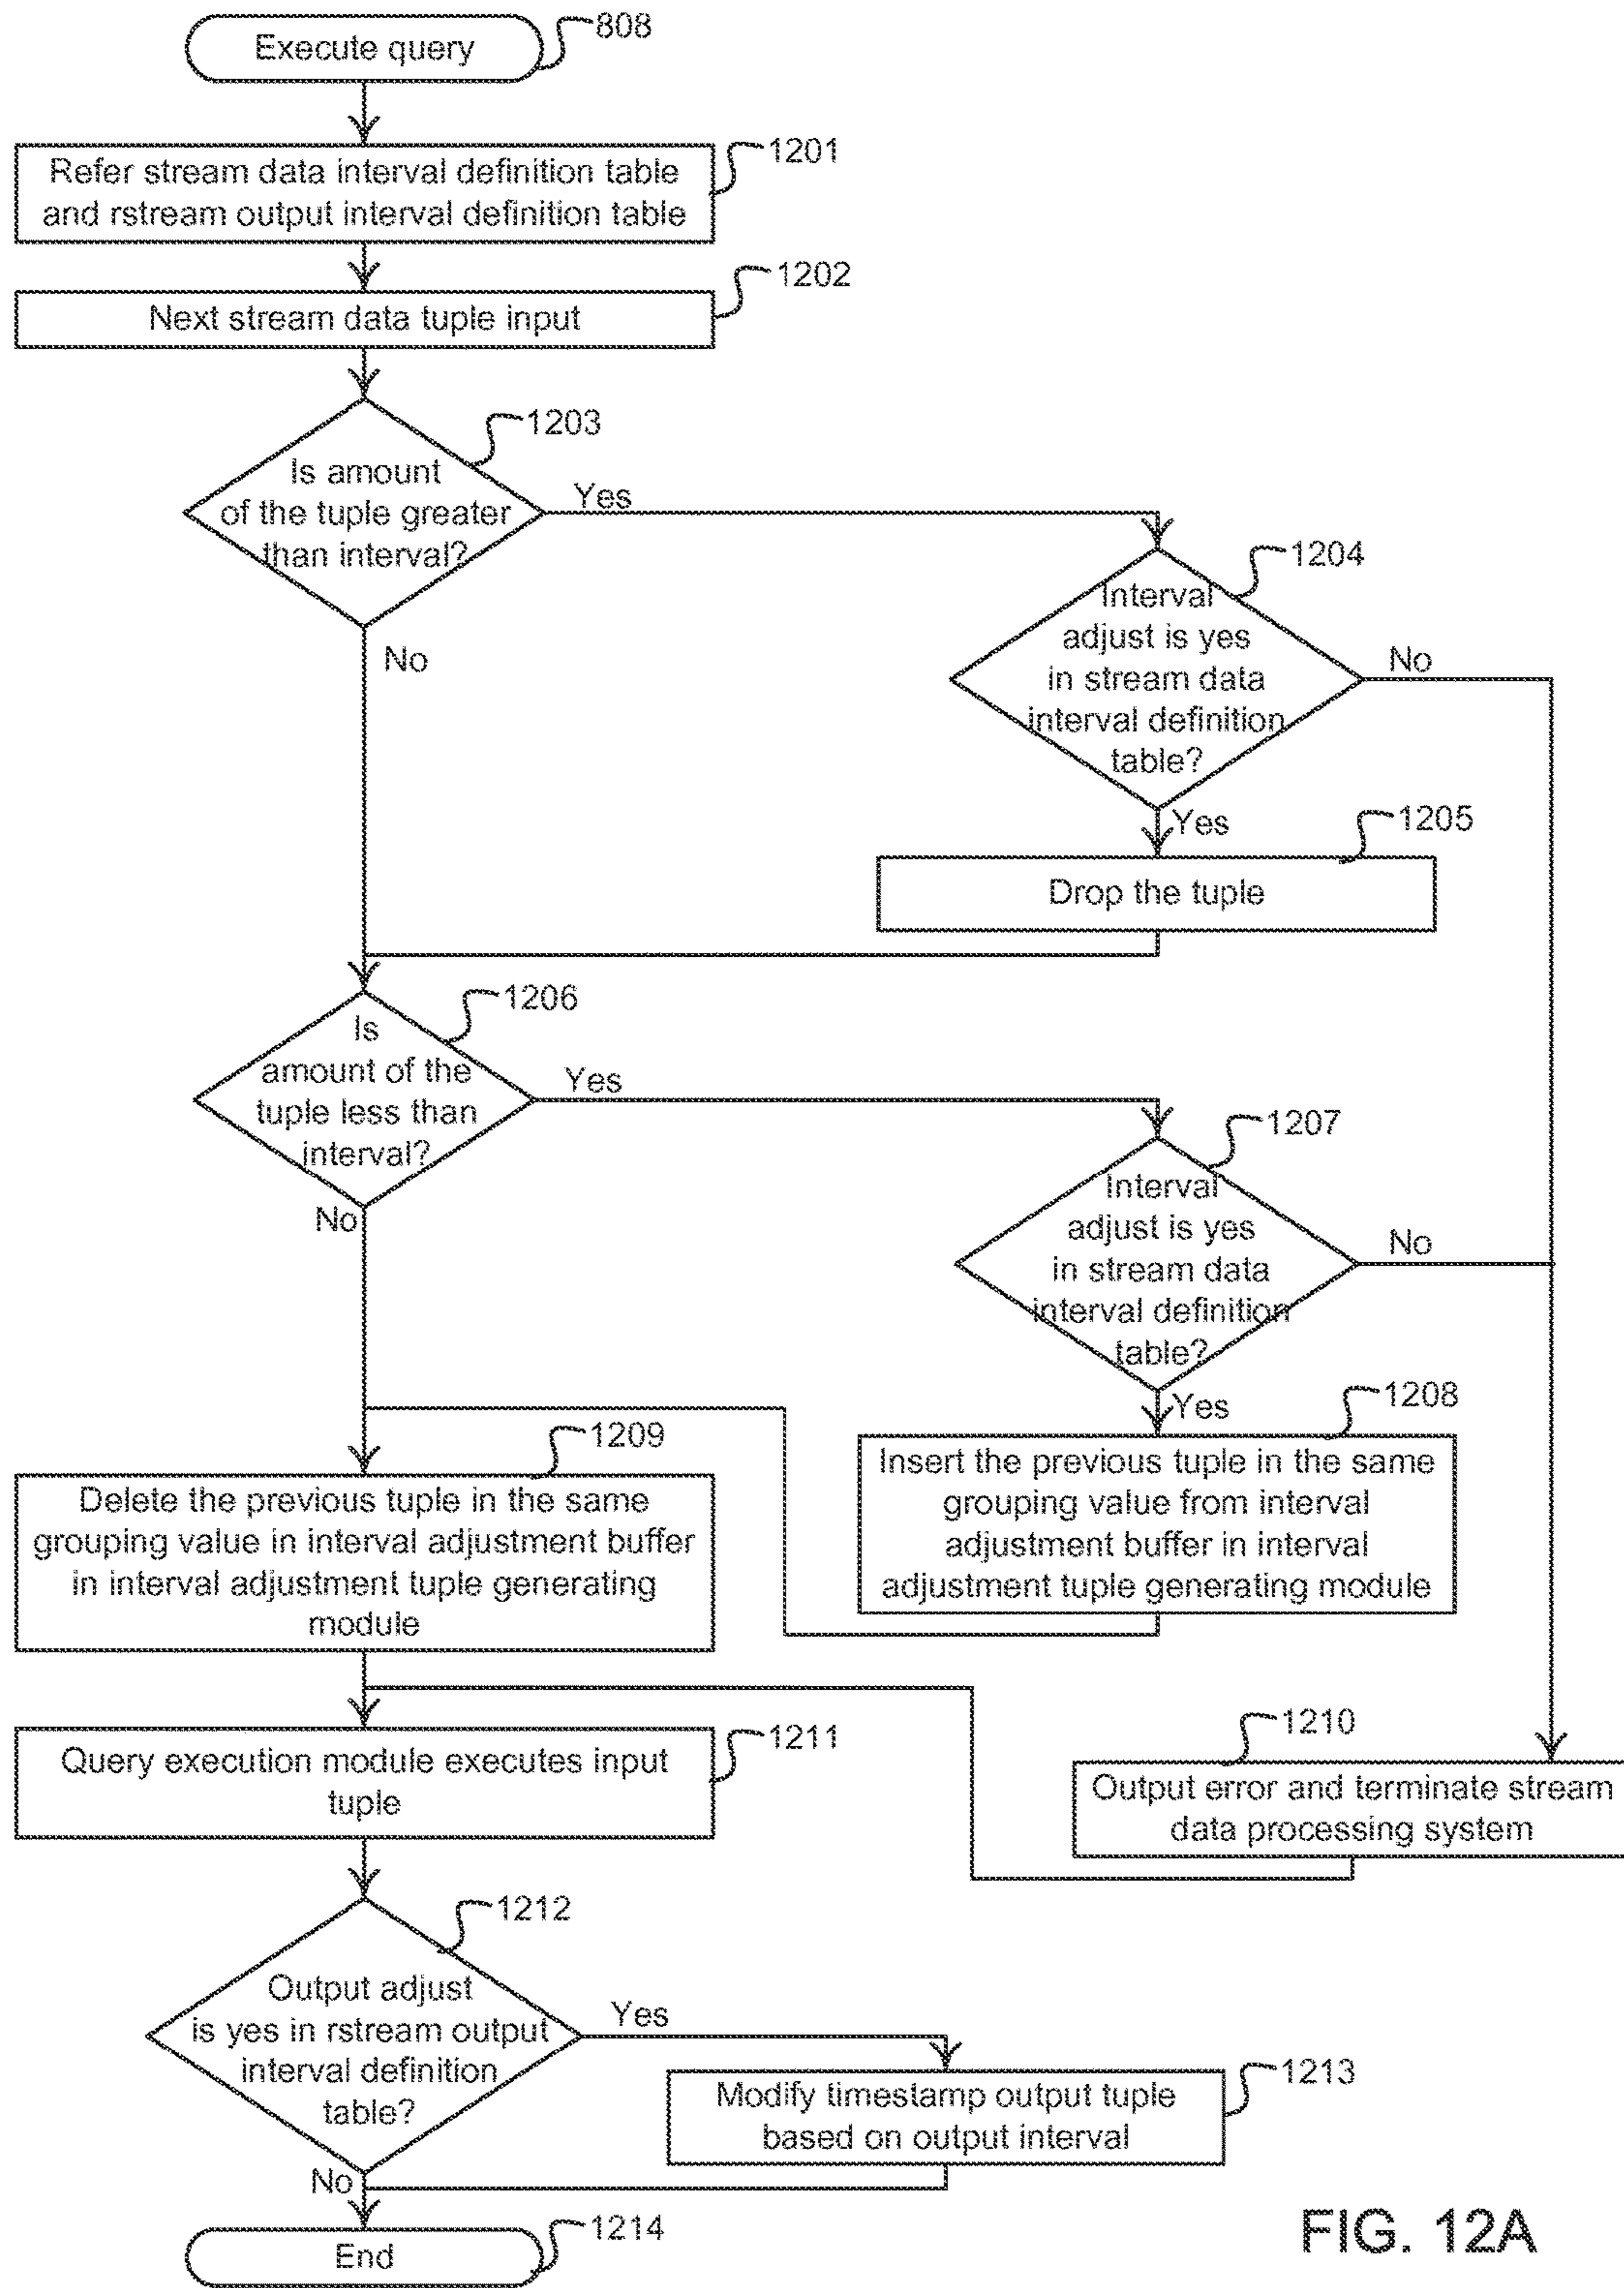 Execute query
808
Refer stream data interval definition table
and rstream output interval definition table
1201
Next stream data tuple input
1202
Is amount
of the tuple greater
than interval?
1203
Yes
No
Interval
adjust is yes
in stream data
interval definition
table?
1204
No
Yes
Drop the tuple
1205
Is
amount of the
tuple less than
interval?
1206
Yes
No
Interval
adjust is yes
in stream data
interval definition
table?
1207
No
Yes
Insert the previous tuple in the same
grouping value from interval
adjustment buffer in interval
adjustment tuple generating module
1208
Delete the previous tuple in the same
grouping value in interval adjustment buffer
in interval adjustment tuple generating
module
1209
Output error and terminate stream
data processing system
1210
Query execution module executes input
tuple
1211
Output adjust
is yes in rstream output
interval definition
table?
1212
Yes
No
Modify timestamp output tuple
based on output interval
1213
End
1214
FIG. 12A